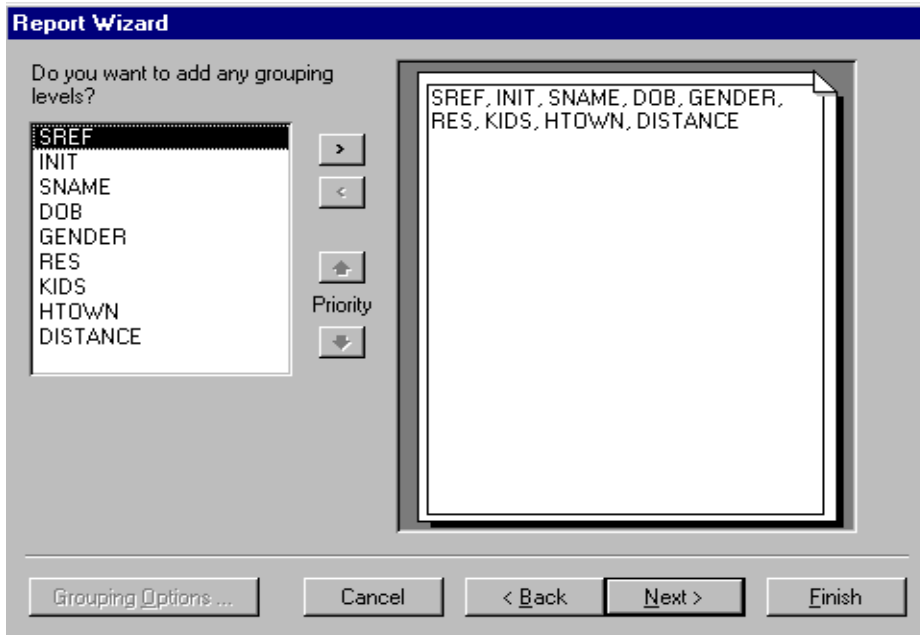 Report Wizard
Do you want to add any grouping
levels?
SREF
INIT
SNAME
DOB
GENDER
RES
KIDS
HTOWN
DISTANCE
>
<
Priority
SREF, INIT, SNAME, DOB, GENDER,
RES, KIDS, HTOWN, DISTANCE
Grouping Options ...
Cancel
< Back
Next >
Finish